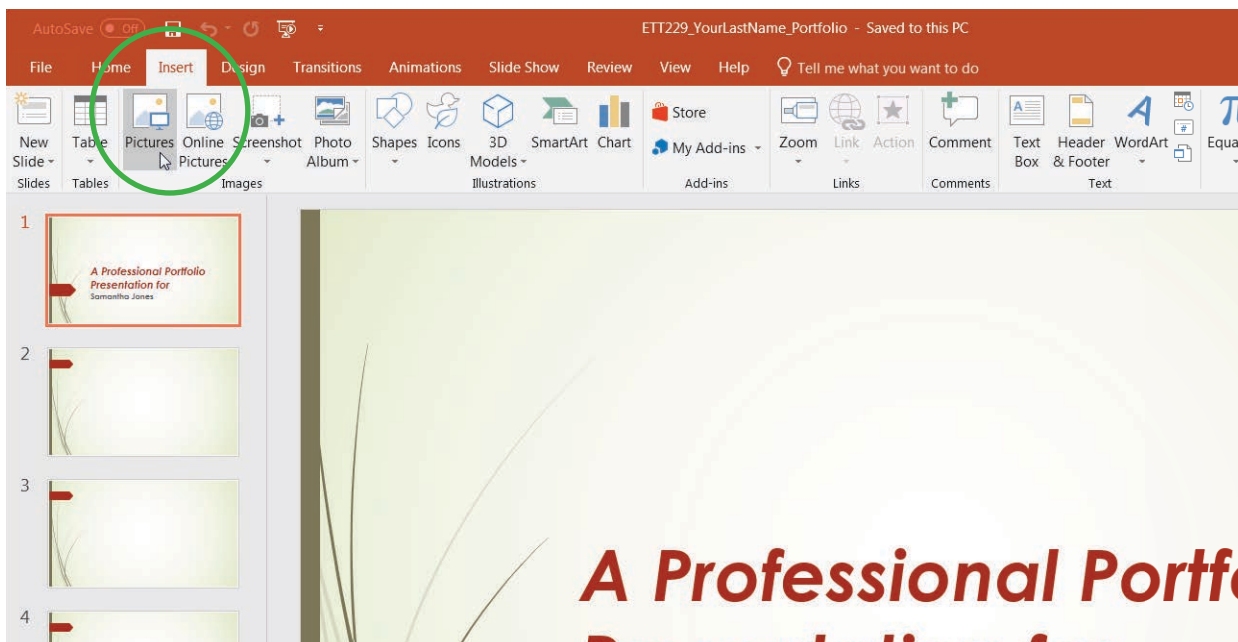 AutoSave Off
ETT229_YourLastName_Portfolio - Saved to this PC
File Home Insert Design Transitions Animations Slide Show Review View Help Tell me what you want to do
New Slide
Table
Pictures
Online Pictures
Screenshot
Photo Album
Shapes
Icons
3D Models
SmartArt
Chart
Store
My Add-ins
Zoom
Link
Action
Comment
Text Box
Header & Footer
WordArt
#
Slides Tables Images Illustrations Add-ins Links Comments Text
1
A Professional Portfolio
Presentation for
Samantha Jones
2
3
4
A Professional